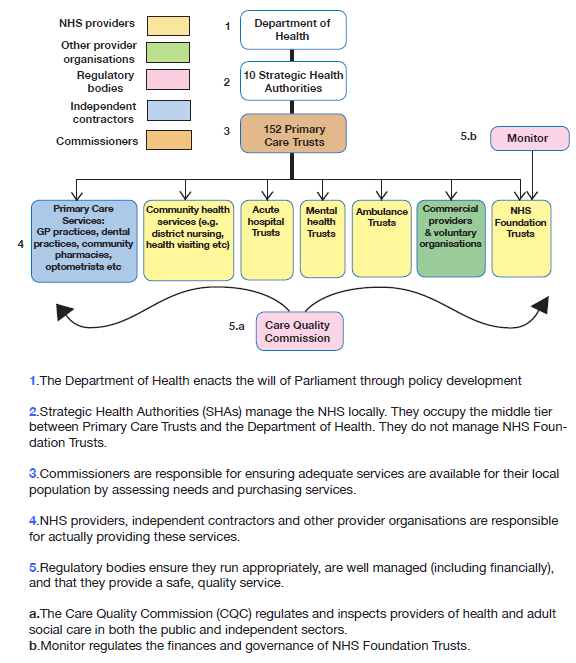 NHS providers
Other provider
organisations
Regulatory
bodies
Independent
contractors
Commissioners
1
Department of
Health
2
10 Strategic Health
Authorities
3
152 Primary
Care Trusts
5.b
Monitor
4
Primary Care
Services:
GP practices, dental
practices, community
pharmacies,
optometrists etc
Community health
services (e.g.
district nursing,
health visiting etc)
Acute
hospital
Trusts
Mental
health
Trusts
Ambulance
Trusts
Commercial
providers
& voluntary
organisations
NHS
Foundation
Trusts
5.a
Care Quality
Commission
1.The Department of Health enacts the will of Parliament through policy development
2.Strategic Health Authorities (SHAs) manage the NHS locally. They occupy the middle tier
between Primary Care Trusts and the Department of Health. They do not manage NHS Foun-
dation Trusts.
3.Commissioners are responsible for ensuring adequate services are available for their local
population by assessing needs and purchasing services.
4.NHS providers, independent contractors and other provider organisations are responsible
for actually providing these services.
5.Regulatory bodies ensure they run appropriately, are well managed (including financially),
and that they provide a safe, quality service.
a.The Care Quality Commission (CQC) regulates and inspects providers of health and adult
social care in both the public and independent sectors.
b.Monitor regulates the finances and governance of NHS Foundation Trusts.